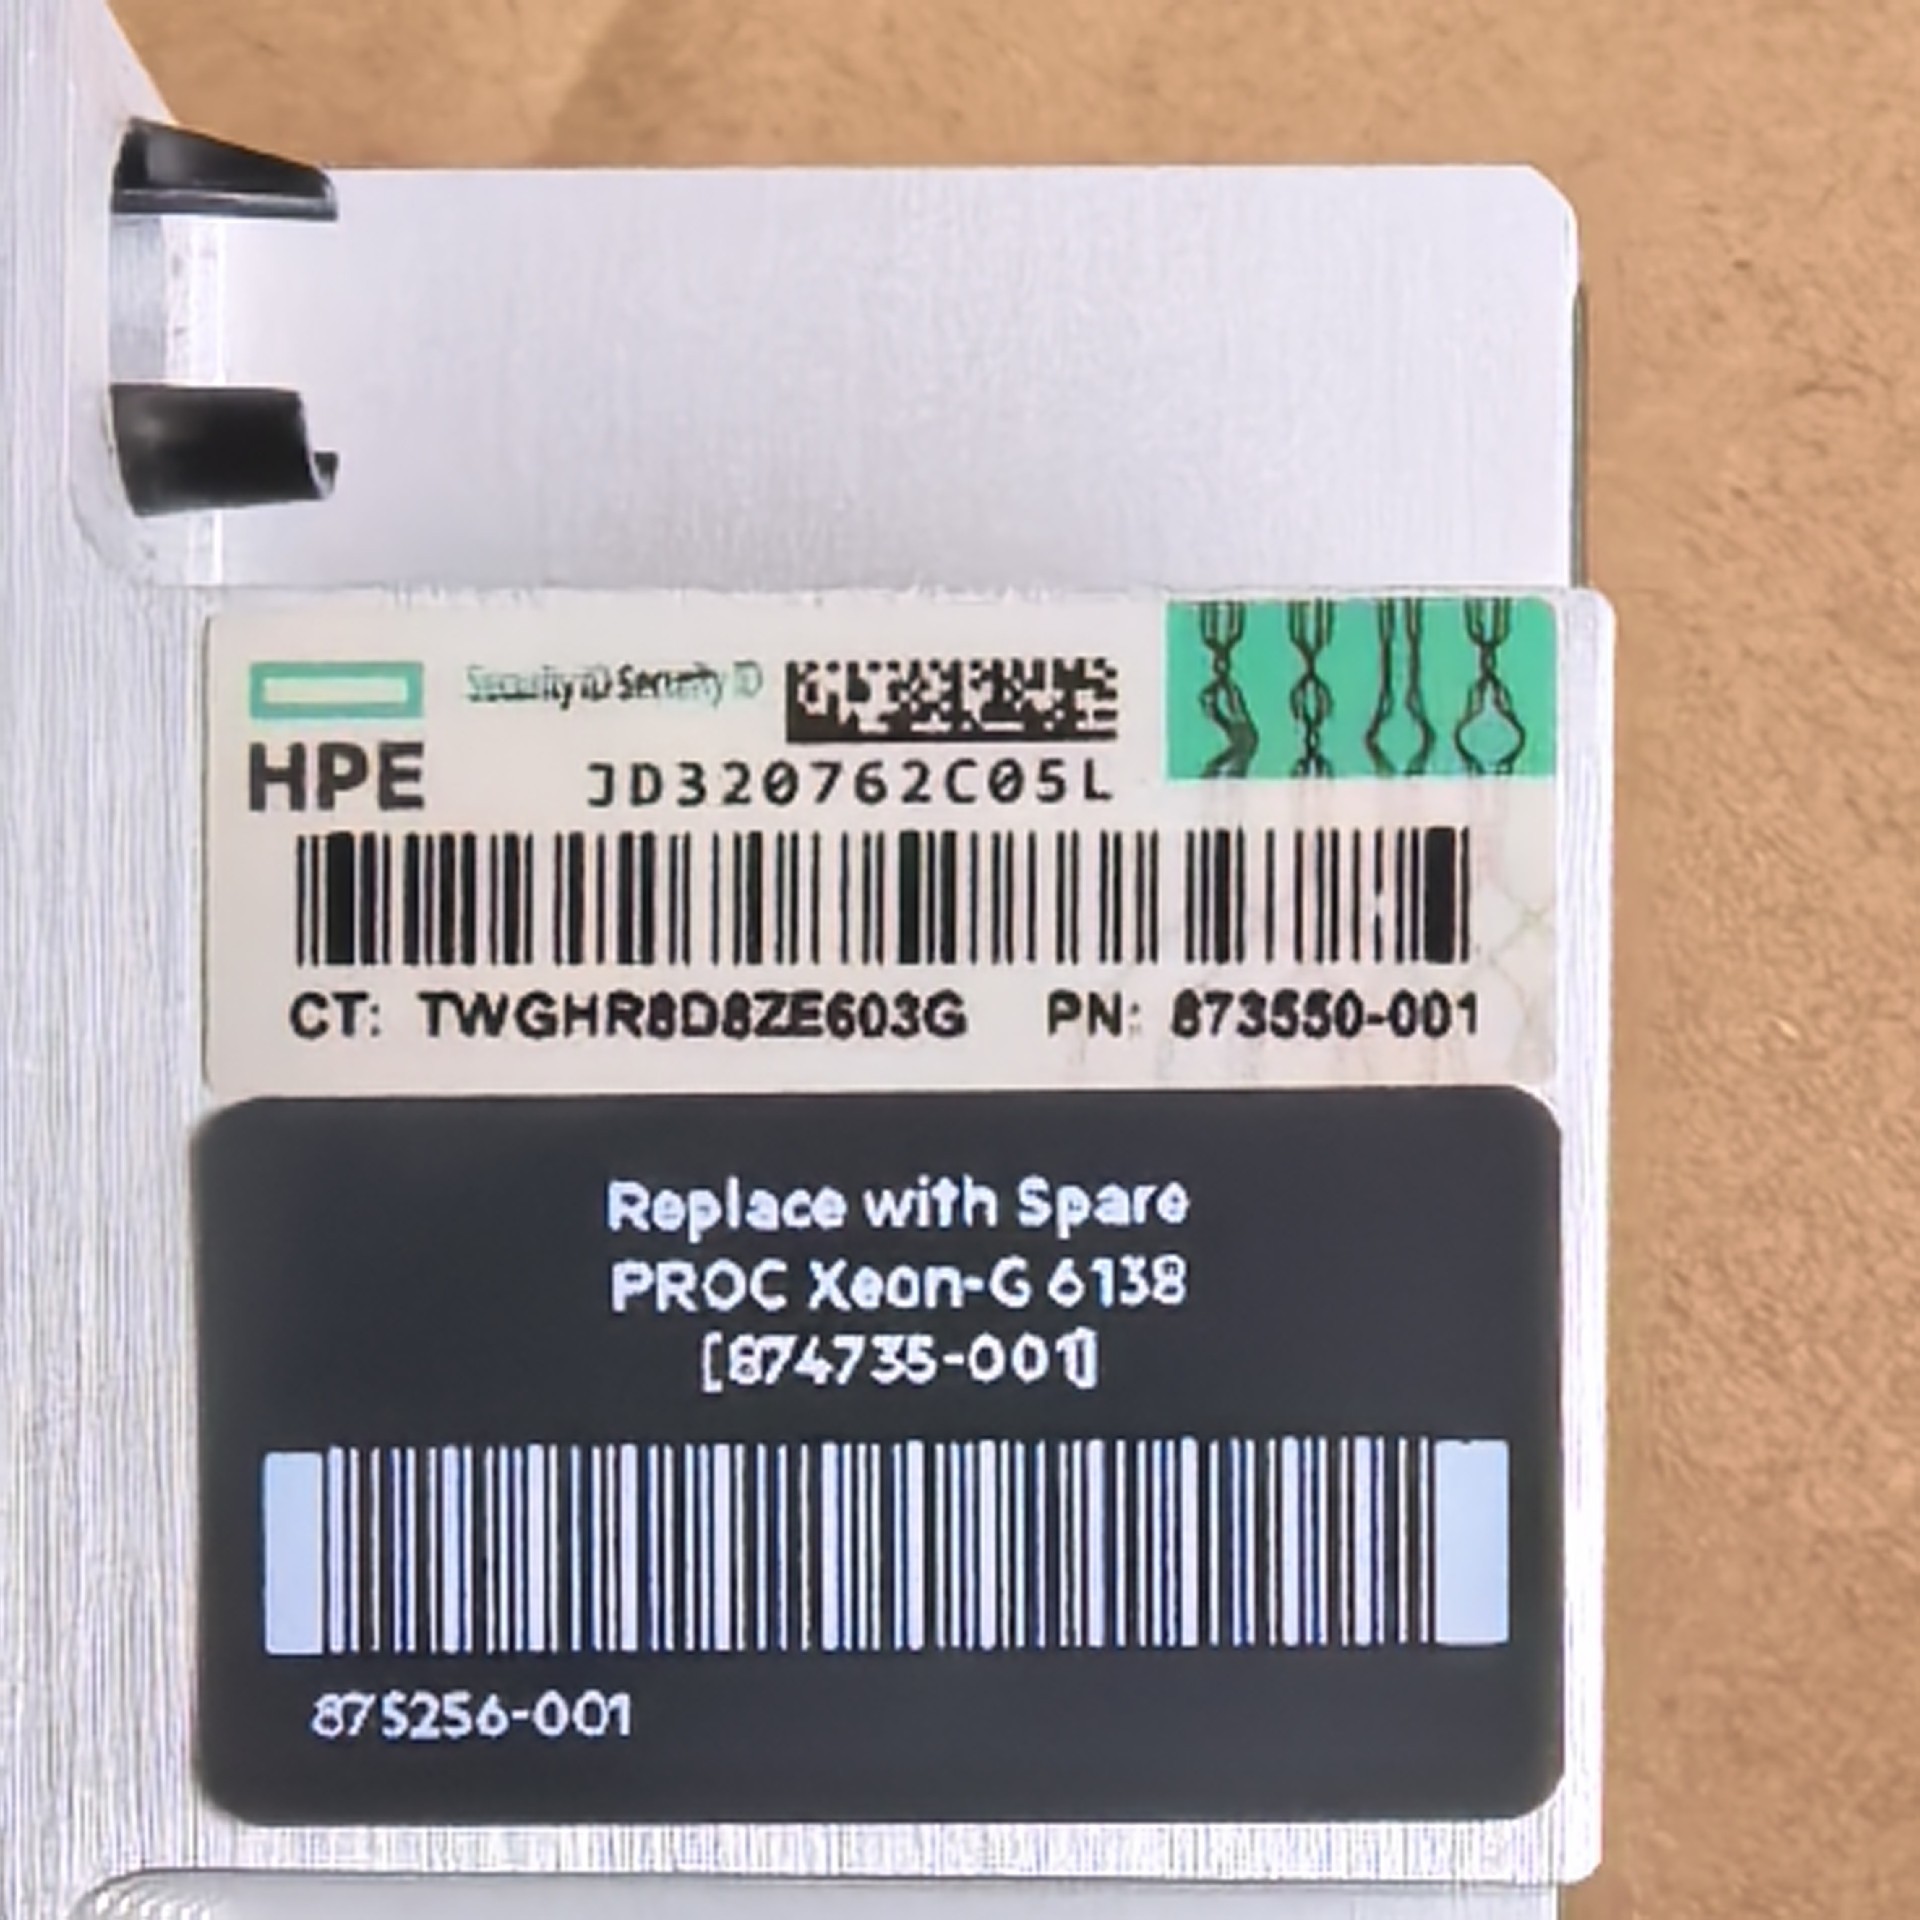 Security ID Security ID
HPE
JD320762C05L
CT: TWGHR8D8ZE603G PN: 873550-001
Replace with Spare
PROC Xeon-G 6138
[874735-001]
875256-001